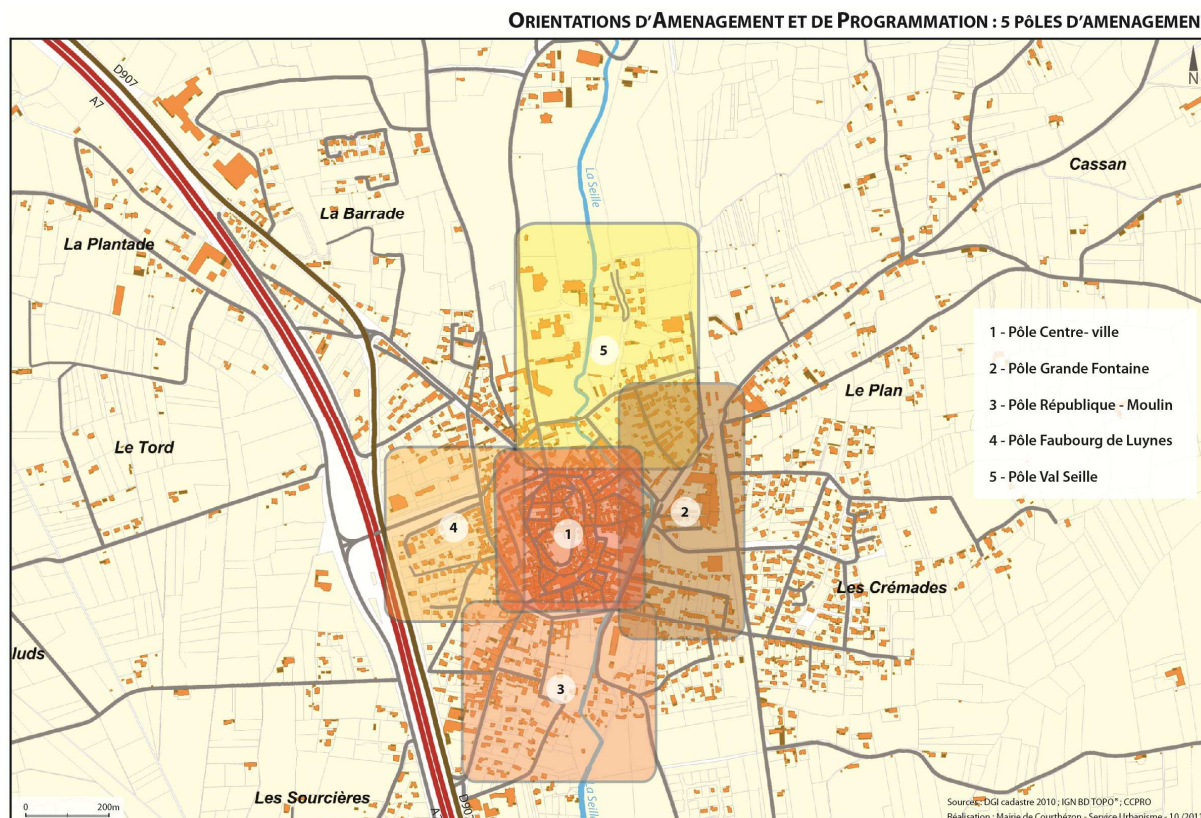 ORIENTATIONS D'AMENAGEMENT ET DE PROGRAMMATION : 5 PÔLES D'AMENAGEMEN
D907
A7
N
La Seille
Cassan
La Barrade
La Plantade
1 - Pôle Centre- ville
5
2 - Pôle Grande Fontaine
Le Plan
3 - Pôle République - Moulin
Le Tord
4 - Pôle Faubourg de Luynes
5 - Pôle Val Seille
2
4
1
Les Crémades
luds
3
La Seille
Les Sourcières
0 200m
Sources : DGI cadastre 2010 ; IGN BD TOPO® ; CCPRO
Réalisation : Mairie de Courthézon - Service Urbanisme - 10 /201